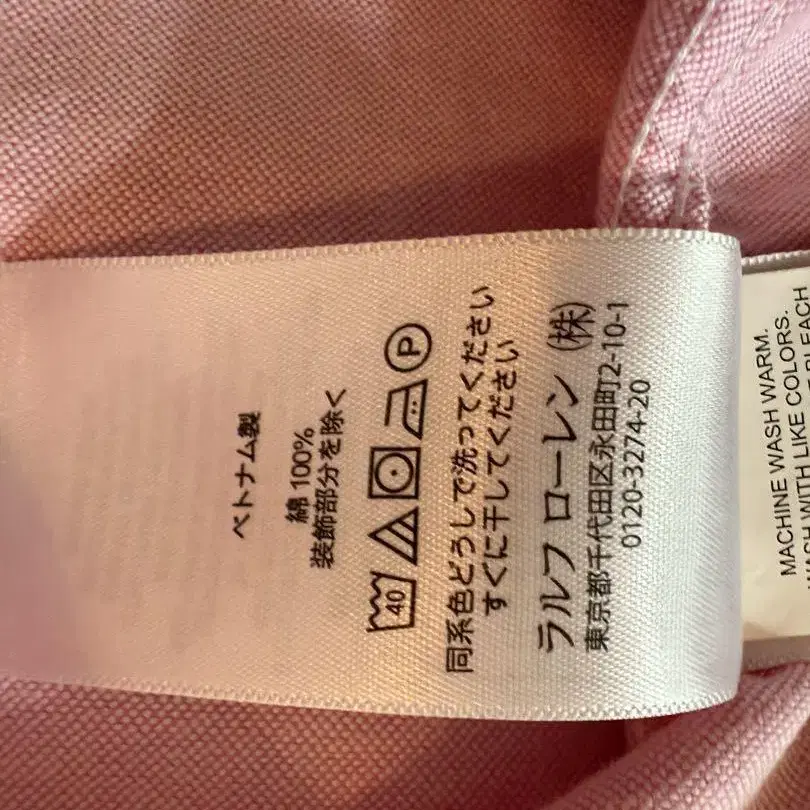 ベトナム製
綿 100%
装飾部分を除く
40 P
同系色どうしで洗ってください
すぐに干してください
ラルフ ローレン (株)
東京都千代田区永田町2-10-1
0120-3274-20
MACHINE WASH WARM.
WASH WITH LIKE COLORS.